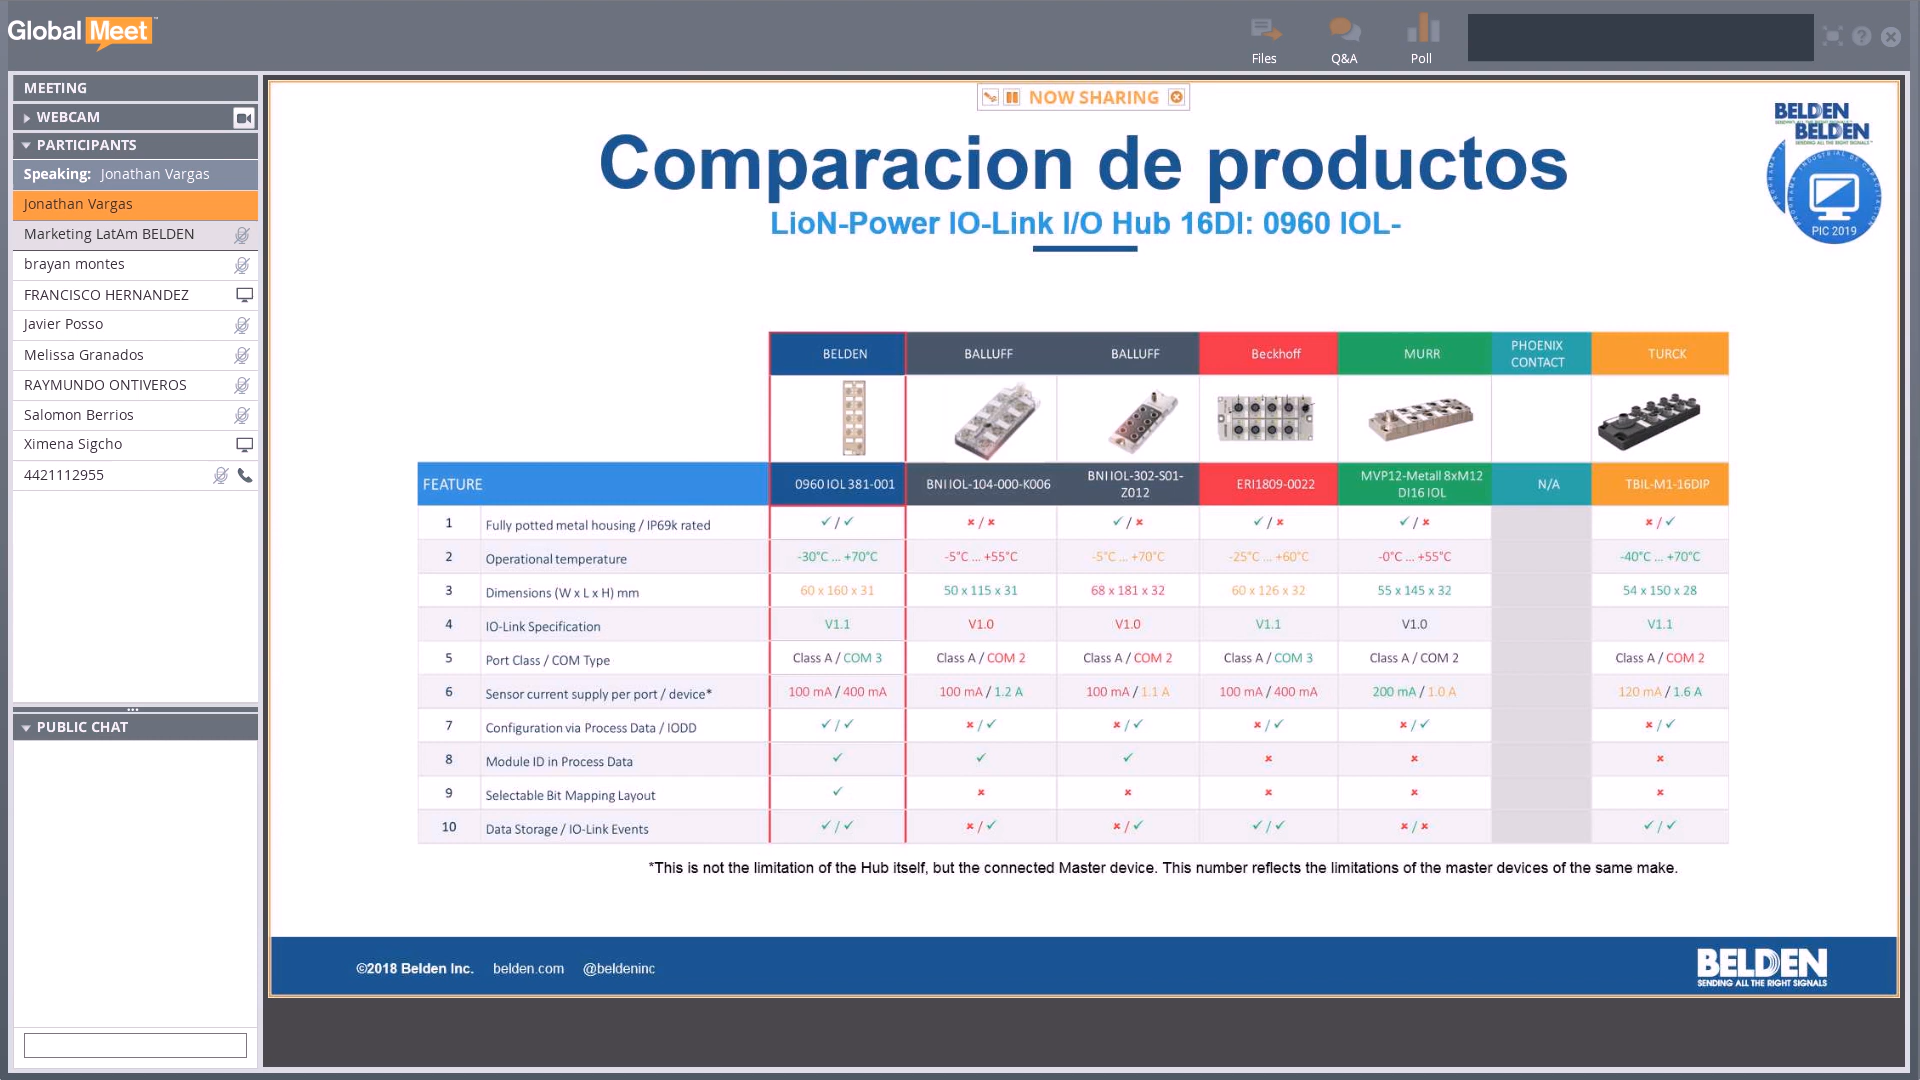 Global Meet
Files
Q&A
Poll
MEETING
WEBCAM
PARTICIPANTS
Speaking: Jonathan Vargas
Jonathan Vargas
Marketing LatAm BELDEN
brayan montes
FRANCISCO HERNANDEZ
Javier Posso
Melissa Granados
RAYMUNDO ONTIVEROS
Salomon Berrios
Ximena Sigcho
4421112955
PUBLIC CHAT
NOW SHARING
BELDEN
BELDEN
SENDING ALL THE RIGHT SIGNALS
PIC 2019
Comparacion de productos
LioN-Power IO-Link I/O Hub 16DI: 0960 IOL-
BELDEN BALLUFF BALLUFF Beckhoff MURR PHOENIX CONTACT TURCK
FEATURE 0960 IOL 381-001 BNI IOL-104-000-K006 BNI IOL-302-S01-Z012 ERI1809-0022 MVP12-Metall 8xM12 DI16 IOL N/A TBIL-M1-16DIP
1 Fully potted metal housing / IP69k rated ✓ / ✓ ✗ / ✗ ✓ / ✗ ✓ / ✗ ✓ / ✗ ✗ / ✓
2 Operational temperature -30°C ... +70°C -5°C ... +55°C -5°C ... +70°C -25°C ... +60°C -0°C ... +55°C -40°C ... +70°C
3 Dimensions (W x L x H) mm 60 x 160 x 31 50 x 115 x 31 68 x 181 x 32 60 x 126 x 32 55 x 145 x 32 54 x 150 x 28
4 IO-Link Specification V1.1 V1.0 V1.0 V1.1 V1.0 V1.1
5 Port Class / COM Type Class A / COM 3 Class A / COM 2 Class A / COM 2 Class A / COM 3 Class A / COM 2 Class A / COM 2
6 Sensor current supply per port / device* 100 mA / 400 mA 100 mA / 1.2 A 100 mA / 1.1 A 100 mA / 400 mA 200 mA / 1.0 A 120 mA / 1.6 A
7 Configuration via Process Data / IODD ✓ / ✓ ✗ / ✓ ✗ / ✓ ✗ / ✓ ✗ / ✓ ✗ / ✓
8 Module ID in Process Data ✓ ✓ ✓ ✗ ✗ ✗
9 Selectable Bit Mapping Layout ✓ ✗ ✗ ✗ ✗ ✗
10 Data Storage / IO-Link Events ✓ / ✓ ✗ / ✓ ✗ / ✓ ✓ / ✓ ✗ / ✗ ✓ / ✓
*This is not the limitation of the Hub itself, but the connected Master device. This number reflects the limitations of the master devices of the same make.
©2018 Belden Inc. belden.com @beldeninc
BELDEN
SENDING ALL THE RIGHT SIGNALS